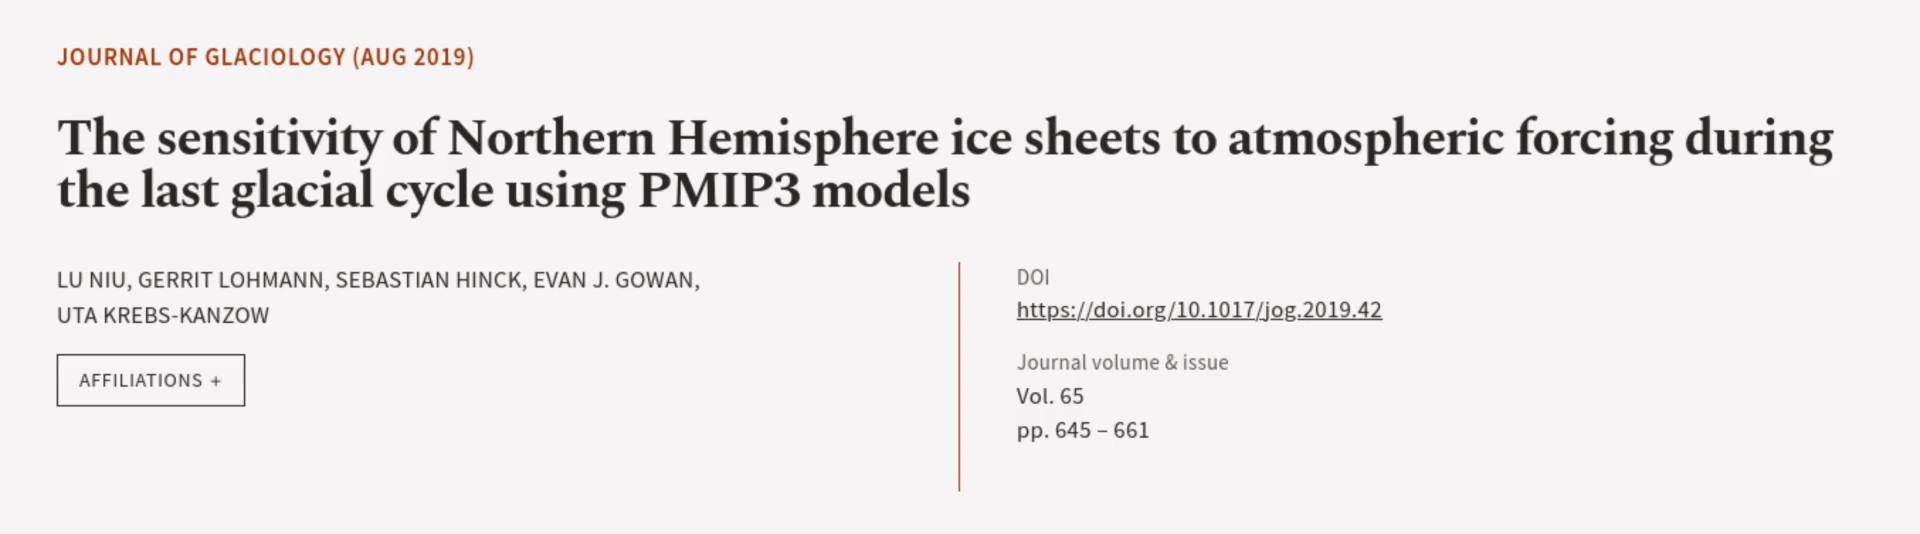 JOURNAL OF GLACIOLOGY (AUG 2019)
The sensitivity of Northern Hemisphere ice sheets to atmospheric forcing during
the last glacial cycle using PMIP3 models
LU NIU, GERRIT LOHMANN, SEBASTIAN HINCK, EVAN J. GOWAN,
UTA KREBS-KANZOW
AFFILIATIONS +
DOI
https://doi.org/10.1017/jog.2019.42
Journal volume & issue
Vol. 65
pp. 645 – 661